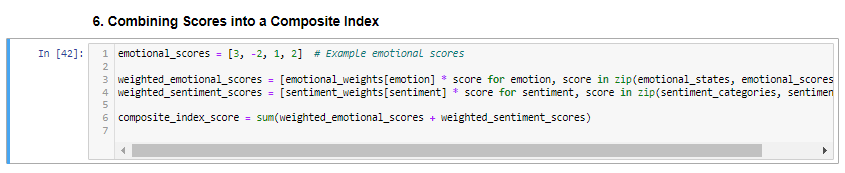 6. Combining Scores into a Composite Index
In [42]:
1 emotional_scores = [3, -2, 1, 2]  # Example emotional scores
2
3 weighted_emotional_scores = [emotional_weights[emotion] * score for emotion, score in zip(emotional_states, emotional_scores
4 weighted_sentiment_scores = [sentiment_weights[sentiment] * score for sentiment, score in zip(sentiment_categories, sentimen
5
6 composite_index_score = sum(weighted_emotional_scores + weighted_sentiment_scores)
7